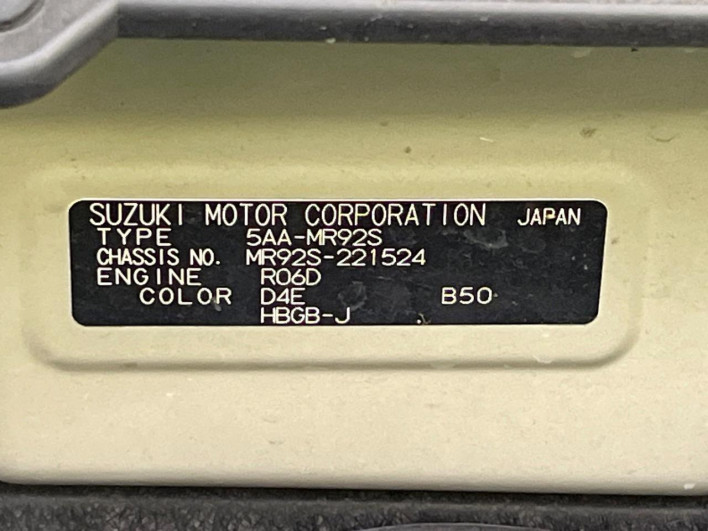 SUZUKI MOTOR CORPORATION JAPAN
TYPE 5AA-MR92S
CHASSIS NO. MR92S-221524
ENGINE R06D
COLOR D4E B50
HBGB-J